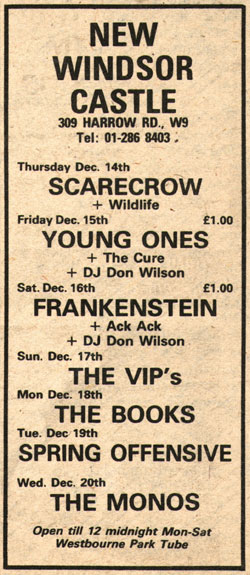 NEW
WINDSOR
CASTLE
309 HARROW RD., W9
Tel: 01-286 8403.
Thursday Dec. 14th
SCARECROW
+ Wildlife
Friday Dec. 15th £1.00
YOUNG ONES
+ The Cure
+ DJ Don Wilson
Sat. Dec. 16th £1.00
FRANKENSTEIN
+ Ack Ack
+ DJ Don Wilson
Sun. Dec. 17th
THE VIP's
Mon Dec. 18th
THE BOOKS
Tue. Dec 19th
SPRING OFFENSIVE
Wed. Dec. 20th
THE MONOS
Open till 12 midnight Mon-Sat
Westbourne Park Tube